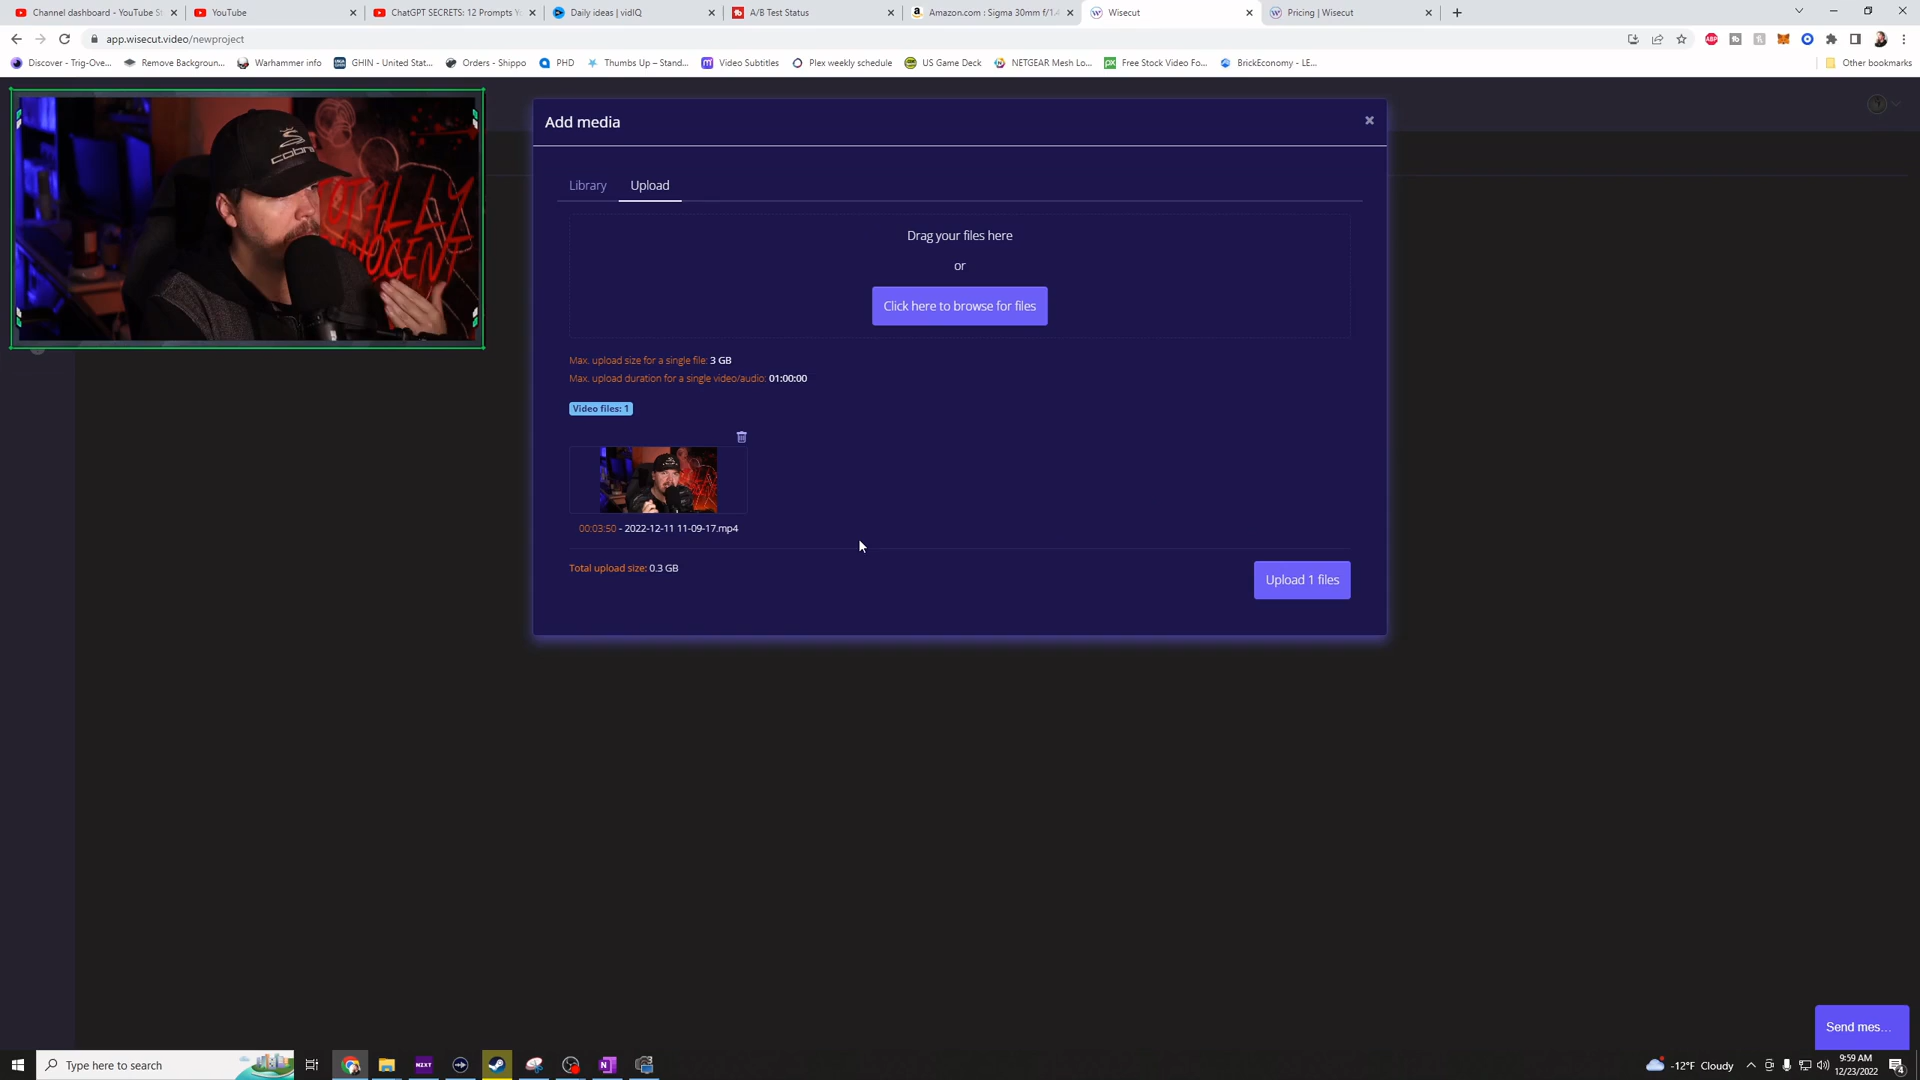 Channel dashboard - YouTube St
YouTube
ChatGPT SECRETS: 12 Prompts Y
Daily ideas | vidIQ
A/B Test Status
Amazon.com : Sigma 30mm f/1.4
Wisecut
Pricing | Wisecut
app.wisecut.video/newproject
Discover - Trig-Ove...
Remove Backgroun...
Warhammer info
GHIN - United Stat...
Orders - Shippo
PHD
Thumbs Up – Stand...
Video Subtitles
Plex weekly schedule
US Game Deck
NETGEAR Mesh Lo...
Free Stock Video Fo...
BrickEconomy - LE...
Other bookmarks
cobra
TOTALLY
INNOCENT
Add media
Library
Upload
Drag your files here
or
Click here to browse for files
Max. upload size for a single file: 3 GB
Max. upload duration for a single video/audio: 01:00:00
Video files: 1
00:03:50 - 2022-12-11 11-09-17.mp4
Total upload size: 0.3 GB
Upload 1 files
Send mes...
Type here to search
NZXT
-12°F Cloudy
9:59 AM
12/23/2022
4